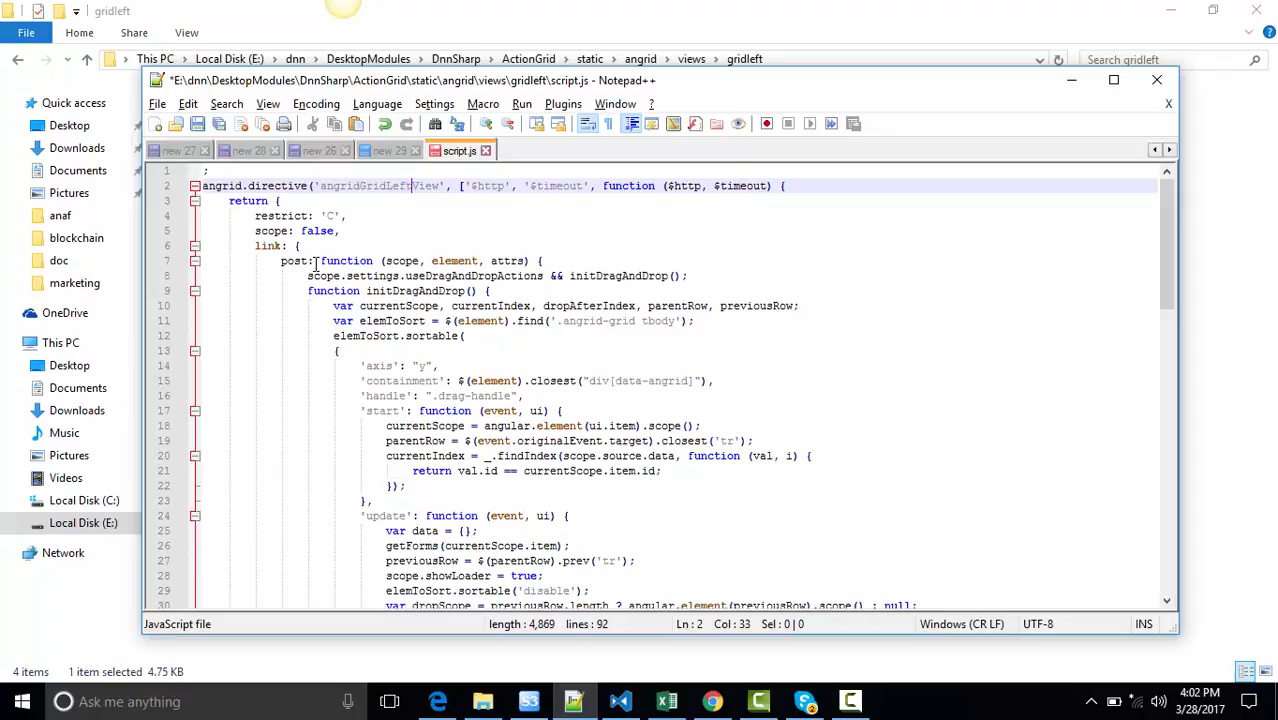 gridleft
File Home Share View
This PC Local Disk (E:) dnn DesktopModules DnnSharp ActionGrid static angrid views gridleft
Search gridleft
Quick access
Desktop
Downloads
Documents
Pictures
anaf
blockchain
doc
marketing
OneDrive
This PC
Desktop
Documents
Downloads
Music
Pictures
Videos
Local Disk (C:)
Local Disk (E:)
Network
4 items 1 item selected 4.75 KB
*E:\dnn\DesktopModules\DnnSharp\ActionGrid\static\angrid\views\gridleft\script.js - Notepad++
File Edit Search View Encoding Language Settings Macro Run Plugins Window ? X
new 27 new 28 new 26 new 29 script.js
1 ;
2 angrid.directive('angridGridLeftView', ['$http', '$timeout', function ($http, $timeout) {
3 return {
4 restrict: 'C',
5 scope: false,
6 link: {
7 post: function (scope, element, attrs) {
8 scope.settings.useDragAndDropActions && initDragAndDrop();
9 function initDragAndDrop() {
10 var currentScope, currentIndex, dropAfterIndex, parentRow, previousRow;
11 var elemToSort = $(element).find('.angrid-grid tbody');
12 elemToSort.sortable(
13 {
14 'axis': "y",
15 'containment': $(element).closest("div[data-angrid]"),
16 'handle': ".drag-handle",
17 'start': function (event, ui) {
18 currentScope = angular.element(ui.item).scope();
19 parentRow = $(event.originalEvent.target).closest('tr');
20 currentIndex = _.findIndex(scope.source.data, function (val, i) {
21 return val.id == currentScope.item.id;
22 });
23 },
24 'update': function (event, ui) {
25 var data = {};
26 getForms(currentScope.item);
27 previousRow = $(parentRow).prev('tr');
28 scope.showLoader = true;
29 elemToSort.sortable('disable');
30 var dropScope = previousRow.length ? angular.element(previousRow).scope() : null;
JavaScript file length : 4,869 lines : 92 Ln : 2 Col : 33 Sel : 0 | 0 Windows (CR LF) UTF-8 INS
Ask me anything
4:02 PM
3/28/2017